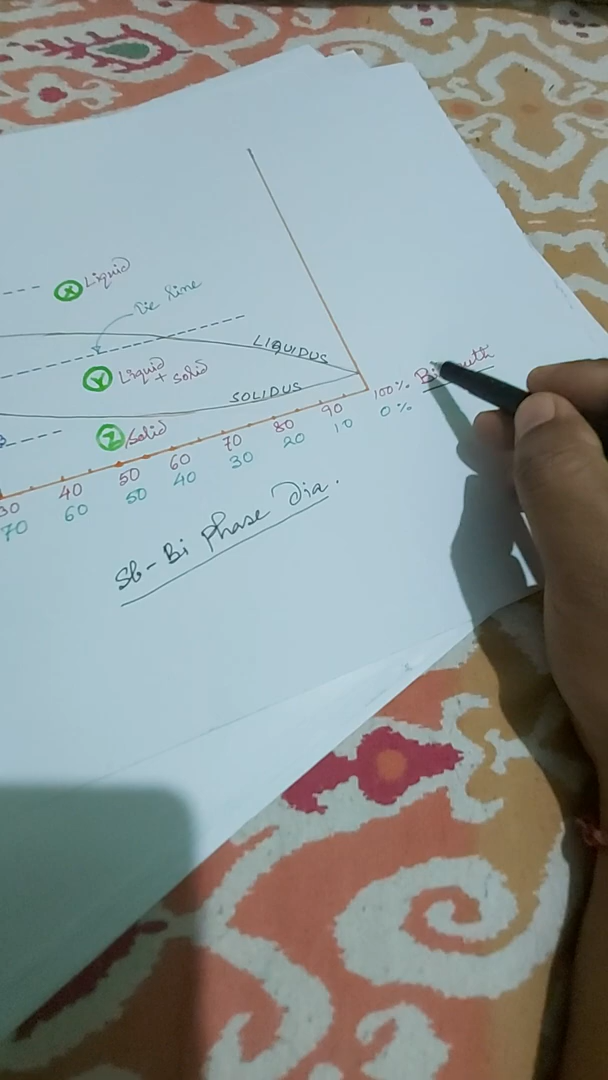 X Liquid
Tie line
LIQUIDUS
Y Liquid + solid
SOLIDUS
Z Solid
30 40 50 60 70 80 90 100% Bismuth
70 60 50 40 30 20 10 0%
Sb-Bi Phase Dia.